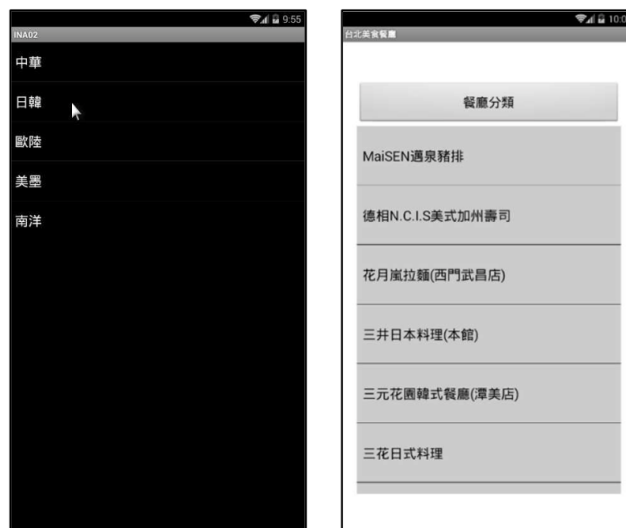 9:55
INA02
中華
日韓
歐陸
美墨
南洋
10:0
台北美食餐廳
餐廳分類
MaiSEN邁泉豬排
德相N.C.I.S美式加州壽司
花月嵐拉麵(西門武昌店)
三井日本料理(本館)
三元花園韓式餐廳(潭美店)
三花日式料理